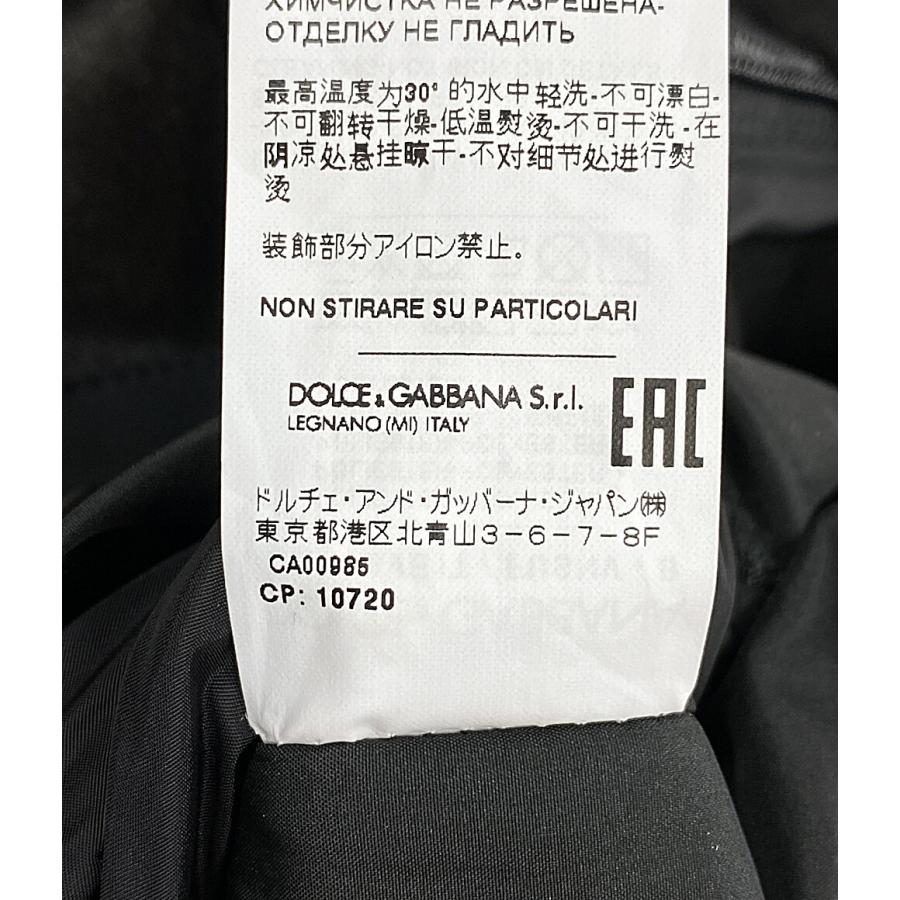 ХИМЧИСТКА НЕ РАЗРЕШЕНА-
ОТДЕЛКУ НЕ ГЛАДИТЬ
最高温度为30°的水中轻洗-不可漂白-
不可翻转干燥-低温熨烫-不可干洗-在
阴凉处悬挂晾干-不对细节处进行熨
烫
装飾部分アイロン禁止。
NON STIRARE SU PARTICOLARI
DOLCE & GABBANA S.r.l.
LEGNANO (MI) ITALY
EAC
ドルチェ・アンド・ガッバーナ・ジャパン㈱
東京都港区北青山3-6-7-8F
CA00985
CP: 10720